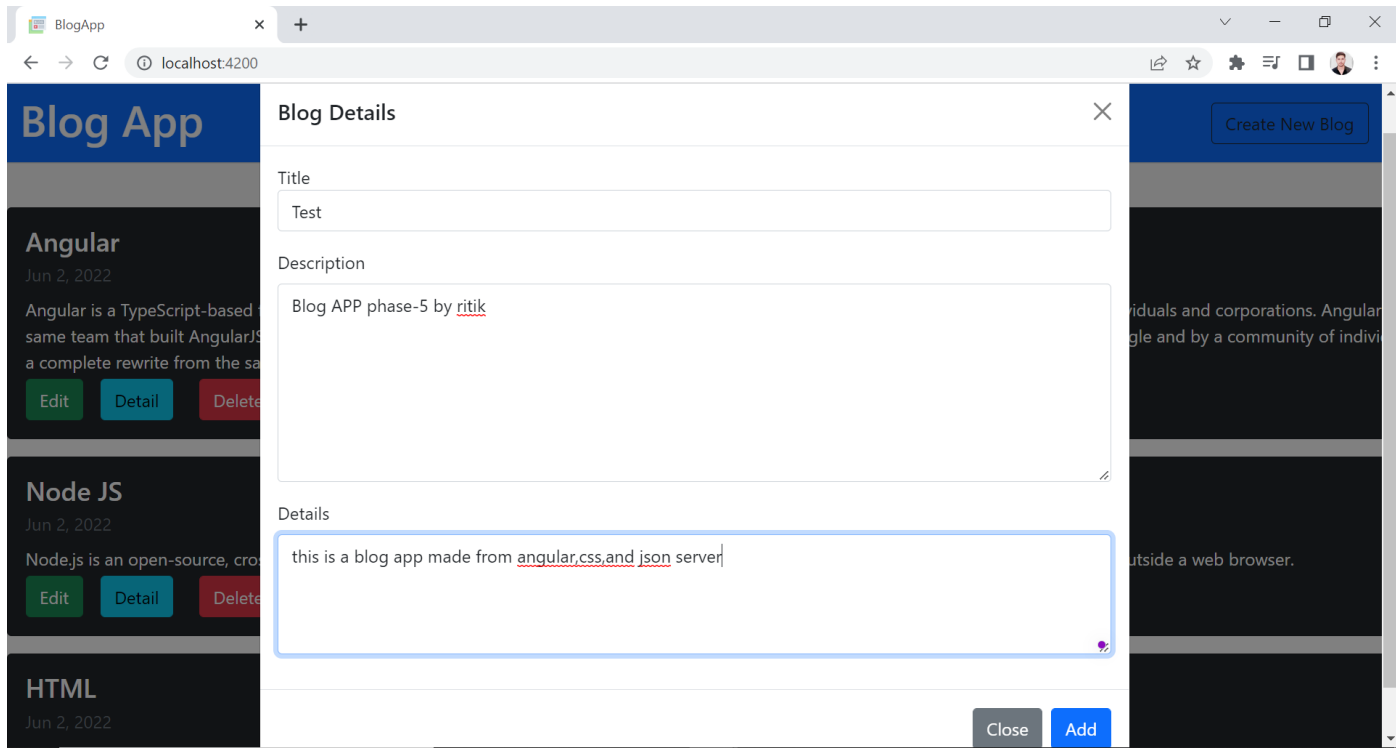 BlogApp
localhost:4200
Blog App
Create New Blog
Blog Details
Title
Test
Description
Blog APP phase-5 by ritik
Details
this is a blog app made from angular,css,and json server
Close Add
Angular
Jun 2, 2022
Angular is a TypeScript-based
viduals and corporations. Angular
same team that built AngularJS
gle and by a community of indivi
a complete rewrite from the sa
Edit Detail Delete
Node JS
Jun 2, 2022
Node.js is an open-source, cros
utside a web browser.
Edit Detail Delete
HTML
Jun 2, 2022